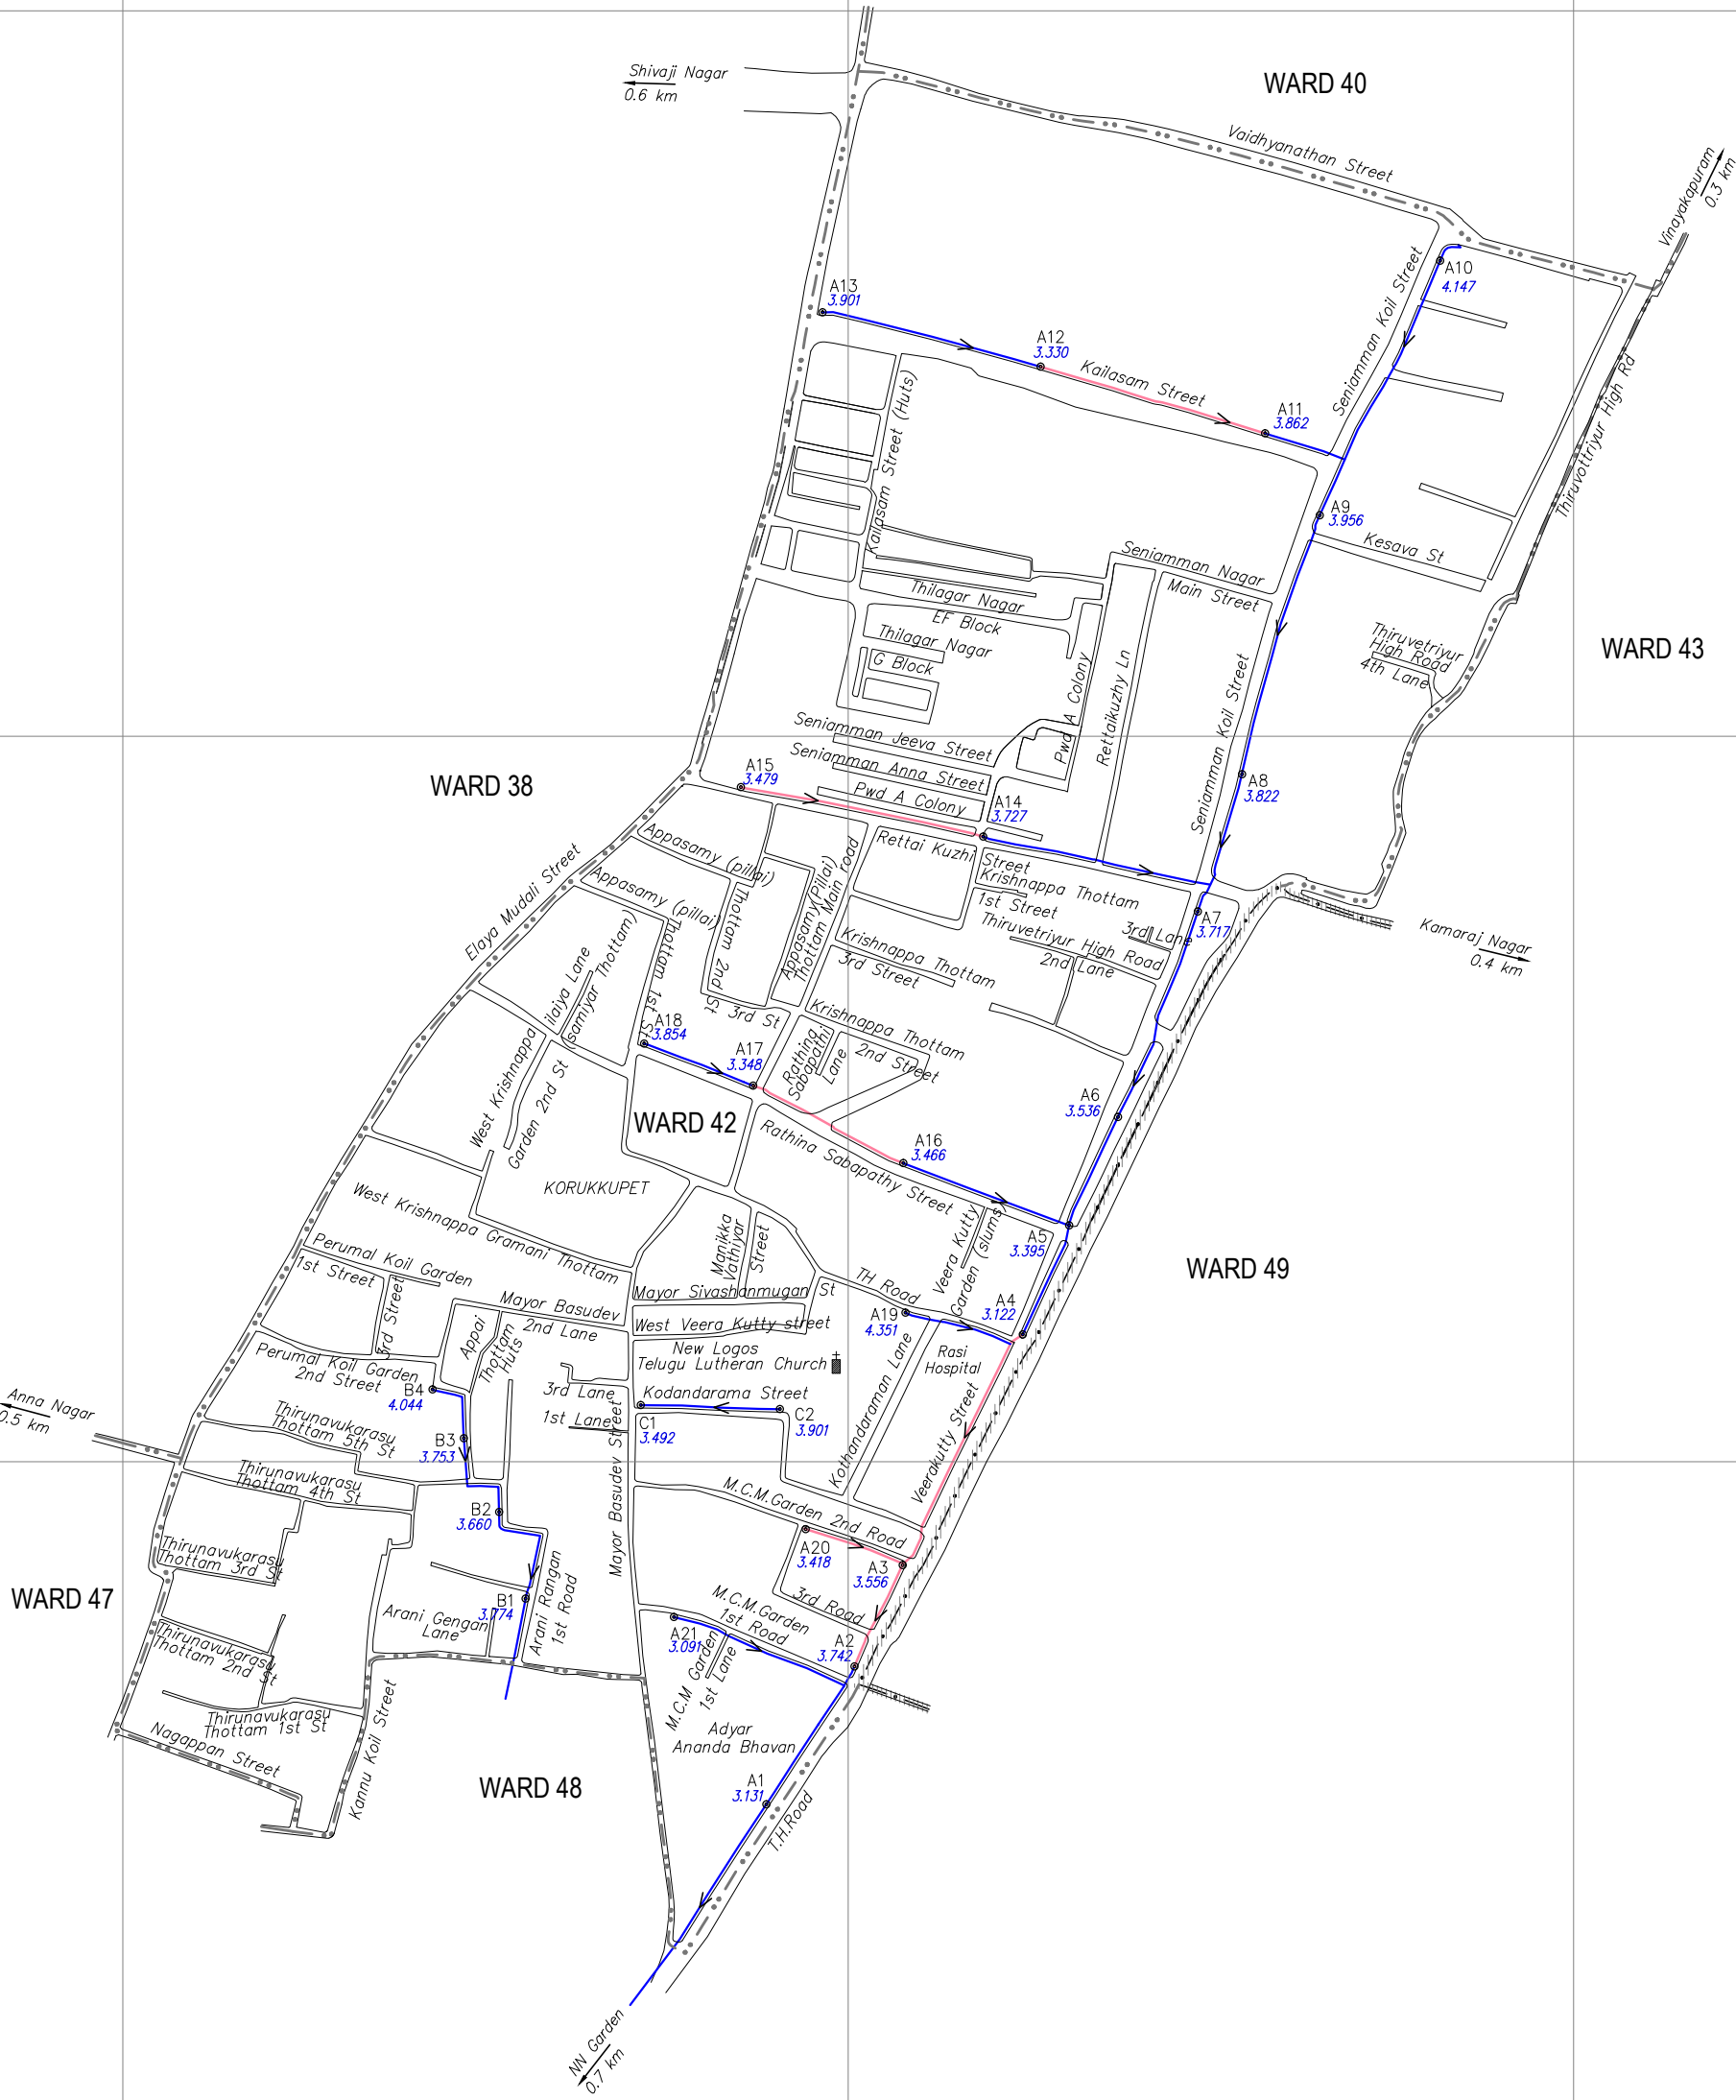 Shivaji Nagar
0.6 km
WARD 40
Vaidhyanathan Street
Vinayakapuram
0.3 km
A10
4.147
Seniamman Koil Street
A13
3.901
A12
3.330
Kailasam Street
A11
3.862
Thiruvottriyur High Rd
Kailasam Street (Huts)
A9
3.956
Kesava St
Seniamman Nagar
Main Street
Thilagar Nagar
EF Block
Thilagar Nagar
G Block
Thiruvetriyur
High Road
4th Lane
WARD 43
Pwd A Colony
Rettaikuzhy Ln
Seniamman Koil Street
Seniamman Jeeva Street
Seniamman Anna Street
Pwd A Colony
WARD 38
A15
3.479
A14
3.727
A8
3.822
Rettai Kuzhi
Street
Appasamy (pillai)
Thottam 2nd St
Appasamy (pillai)
Thottam 1st St
Appasamy(Pillai)
Thottam Main road
3rd St
Elaya Mudali Street
Krishnappa Thottam
1st Street
Thiruvetriyur High Road
2nd Lane
3rd Lane
A7
3.717
Kamaraj Nagar
0.4 km
Krishnappa Thottam
3rd Street
Krishnappa Thottam
2nd Street
Rathina
Sabapathi
Lane
ilaiya Lane
(samiyar Thottam)
West Krishnappa
Garden 2nd St
A18
3.854
A17
3.348
A6
3.536
WARD 42
A16
3.466
Rathina Sabapathy Street
KORUKKUPET
West Krishnappa Gramani Thottam
A5
3.395
WARD 49
Manikka
Vathiyar
Street
Veera Kutty
Garden (slums)
Perumal Koil Garden
1st Street
3rd Street
TH Road
Mayor Sivashanmugan St
Mayor Basudev
2nd Lane
West Veera Kutty street
A19
4.351
A4
3.122
Appai
Thottam
Huts
New Logos
Telugu Lutheran Church
Rasi
Hospital
Perumal Koil Garden
2nd Street
B4
4.044
3rd Lane
1st Lane
Kodandarama Street
C1
3.492
C2
3.901
Kothandaraman Lane
Veerakutty Street
Anna Nagar
0.5 km
Thirunavukarasu
Thottam 5th St
B3
3.753
Mayor Basudev Street
Thirunavukarasu
Thottam 4th St
M.C.M.Garden 2nd Road
B2
3.660
A20
3.418
A3
3.556
Thirunavukarasu
Thottam 3rd St
WARD 47
B1
3.774
Arani Rangan
1st Road
Arani Gengan
Lane
3rd Road
M.C.M.Garden
1st Road
A21
3.091
M.C.M Garden
1st Lane
A2
3.742
Thirunavukarasu
Thottam 2nd St
Thirunavukarasu
Thottam 1st St
Nagappan Street
Kannu Koil Street
Adyar
Ananda Bhavan
WARD 48
A1
3.131
T.H.Road
NN Garden
0.7 km